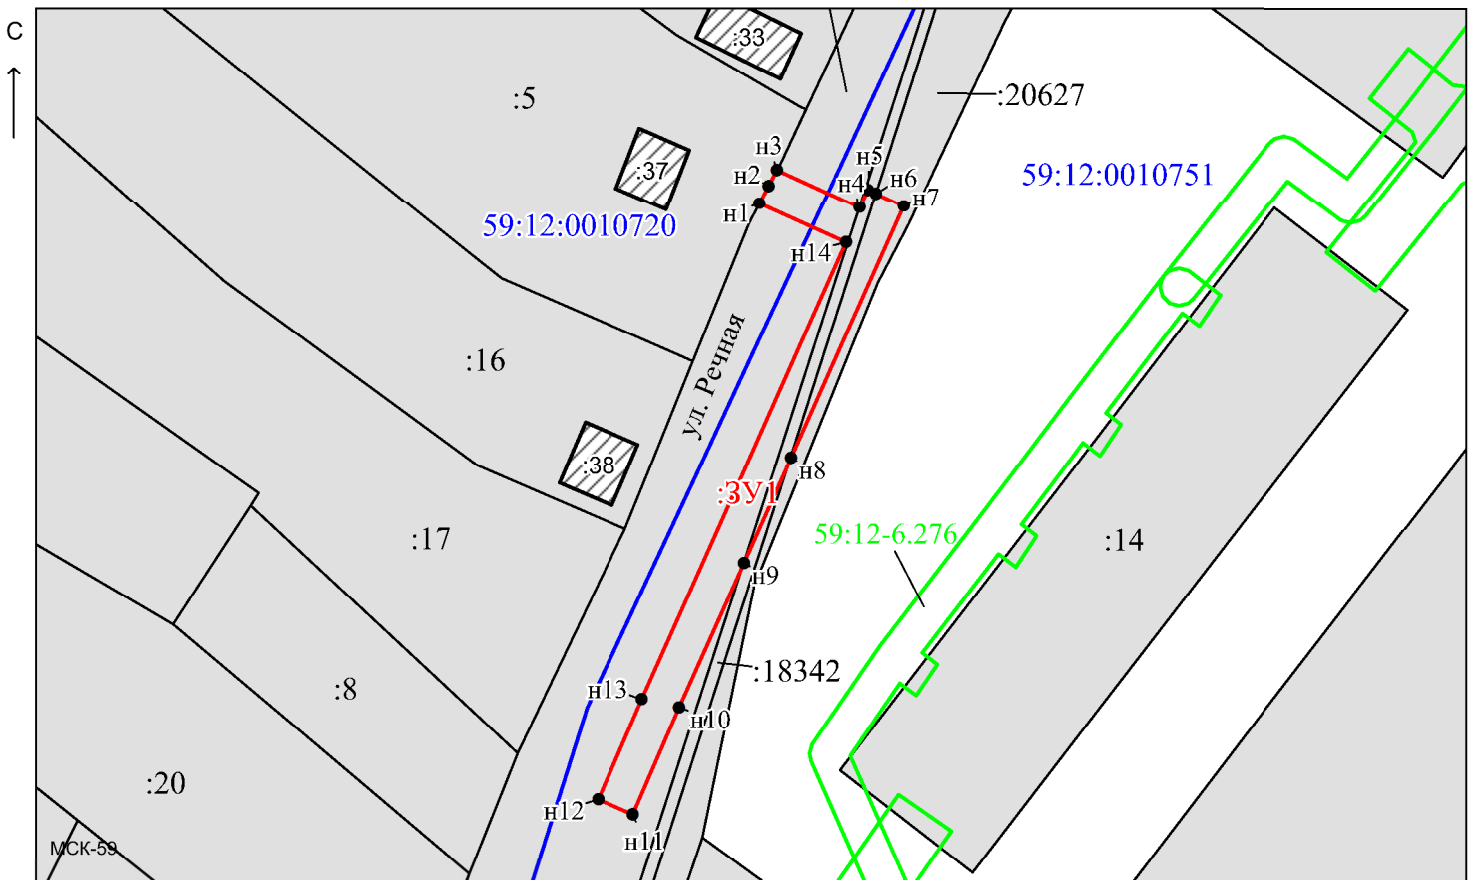 С
:33
:5
:20627
:37
н3
н5
н2
н4
н6
н7
н1
59:12:0010751
59:12:0010720
н14
ул. Речная
:16
:38
н8
:ЗУ1
:17
59:12-6.276
:14
н9
:18342
н13
:8
н10
:20
н12
н11
МСК-59